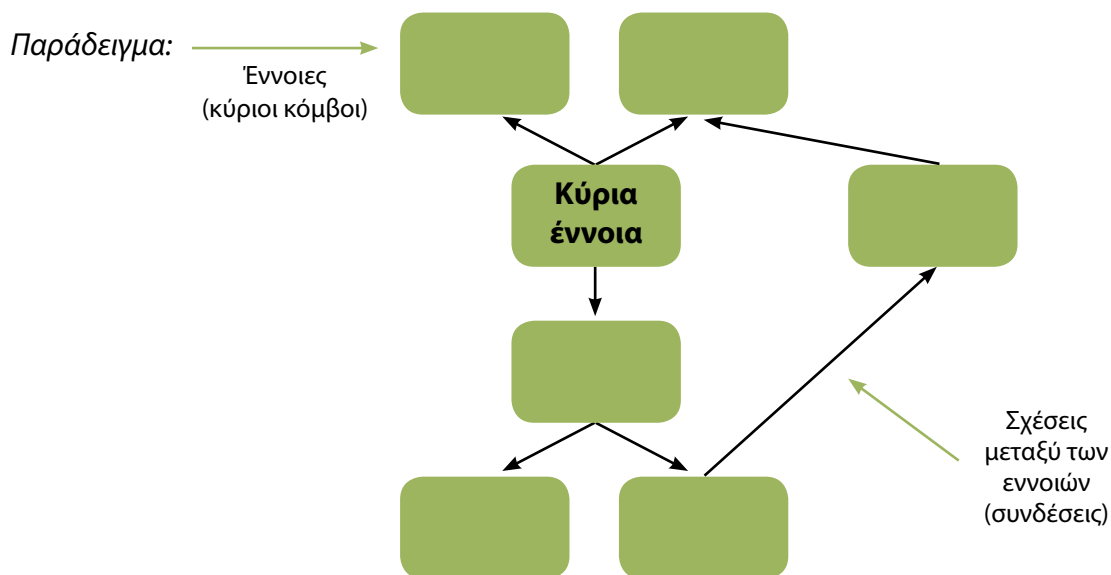 Παράδειγμα:
Έννοιες
(κύριοι κόμβοι)
Κύρια
έννοια
Σχέσεις
μεταξύ των
εννοιών
(συνδέσεις)